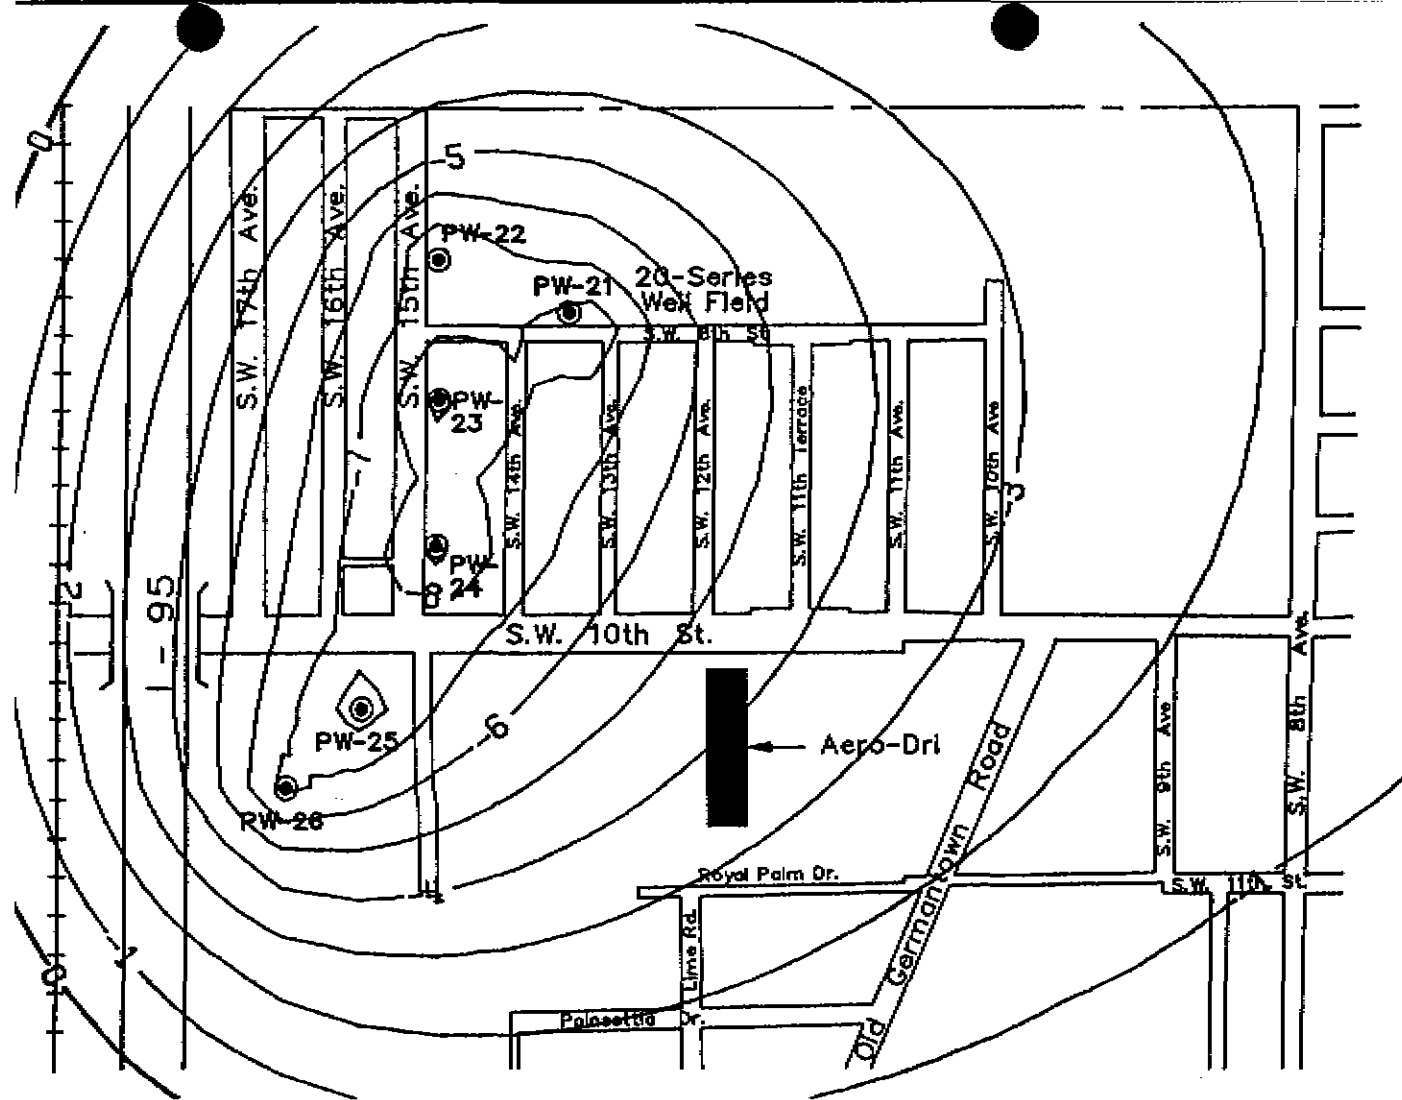 0
-5
S.W. 17th Ave.
S.W. 16th Ave.
S.W. 15th Ave.
PW-22
PW-21
20-Series
Well Field
S.W. 8th St
PW-
23
-7
S.W. 14th Ave.
S.W. 13th Ave.
S.W. 12th Ave.
S.W. 11th Terrace
S.W. 11th Ave.
S.W. 10th Ave
-3
PW-
24
-8
-2
I-95
S.W. 10th St.
PW-25
-6
Aero-Dri
PW-26
Old Germantown Road
S.W. 9th Ave
S.W. 8th Ave.
Royal Palm Dr.
S.W. 11th St.
Lime Rd.
-1
0
Dr.